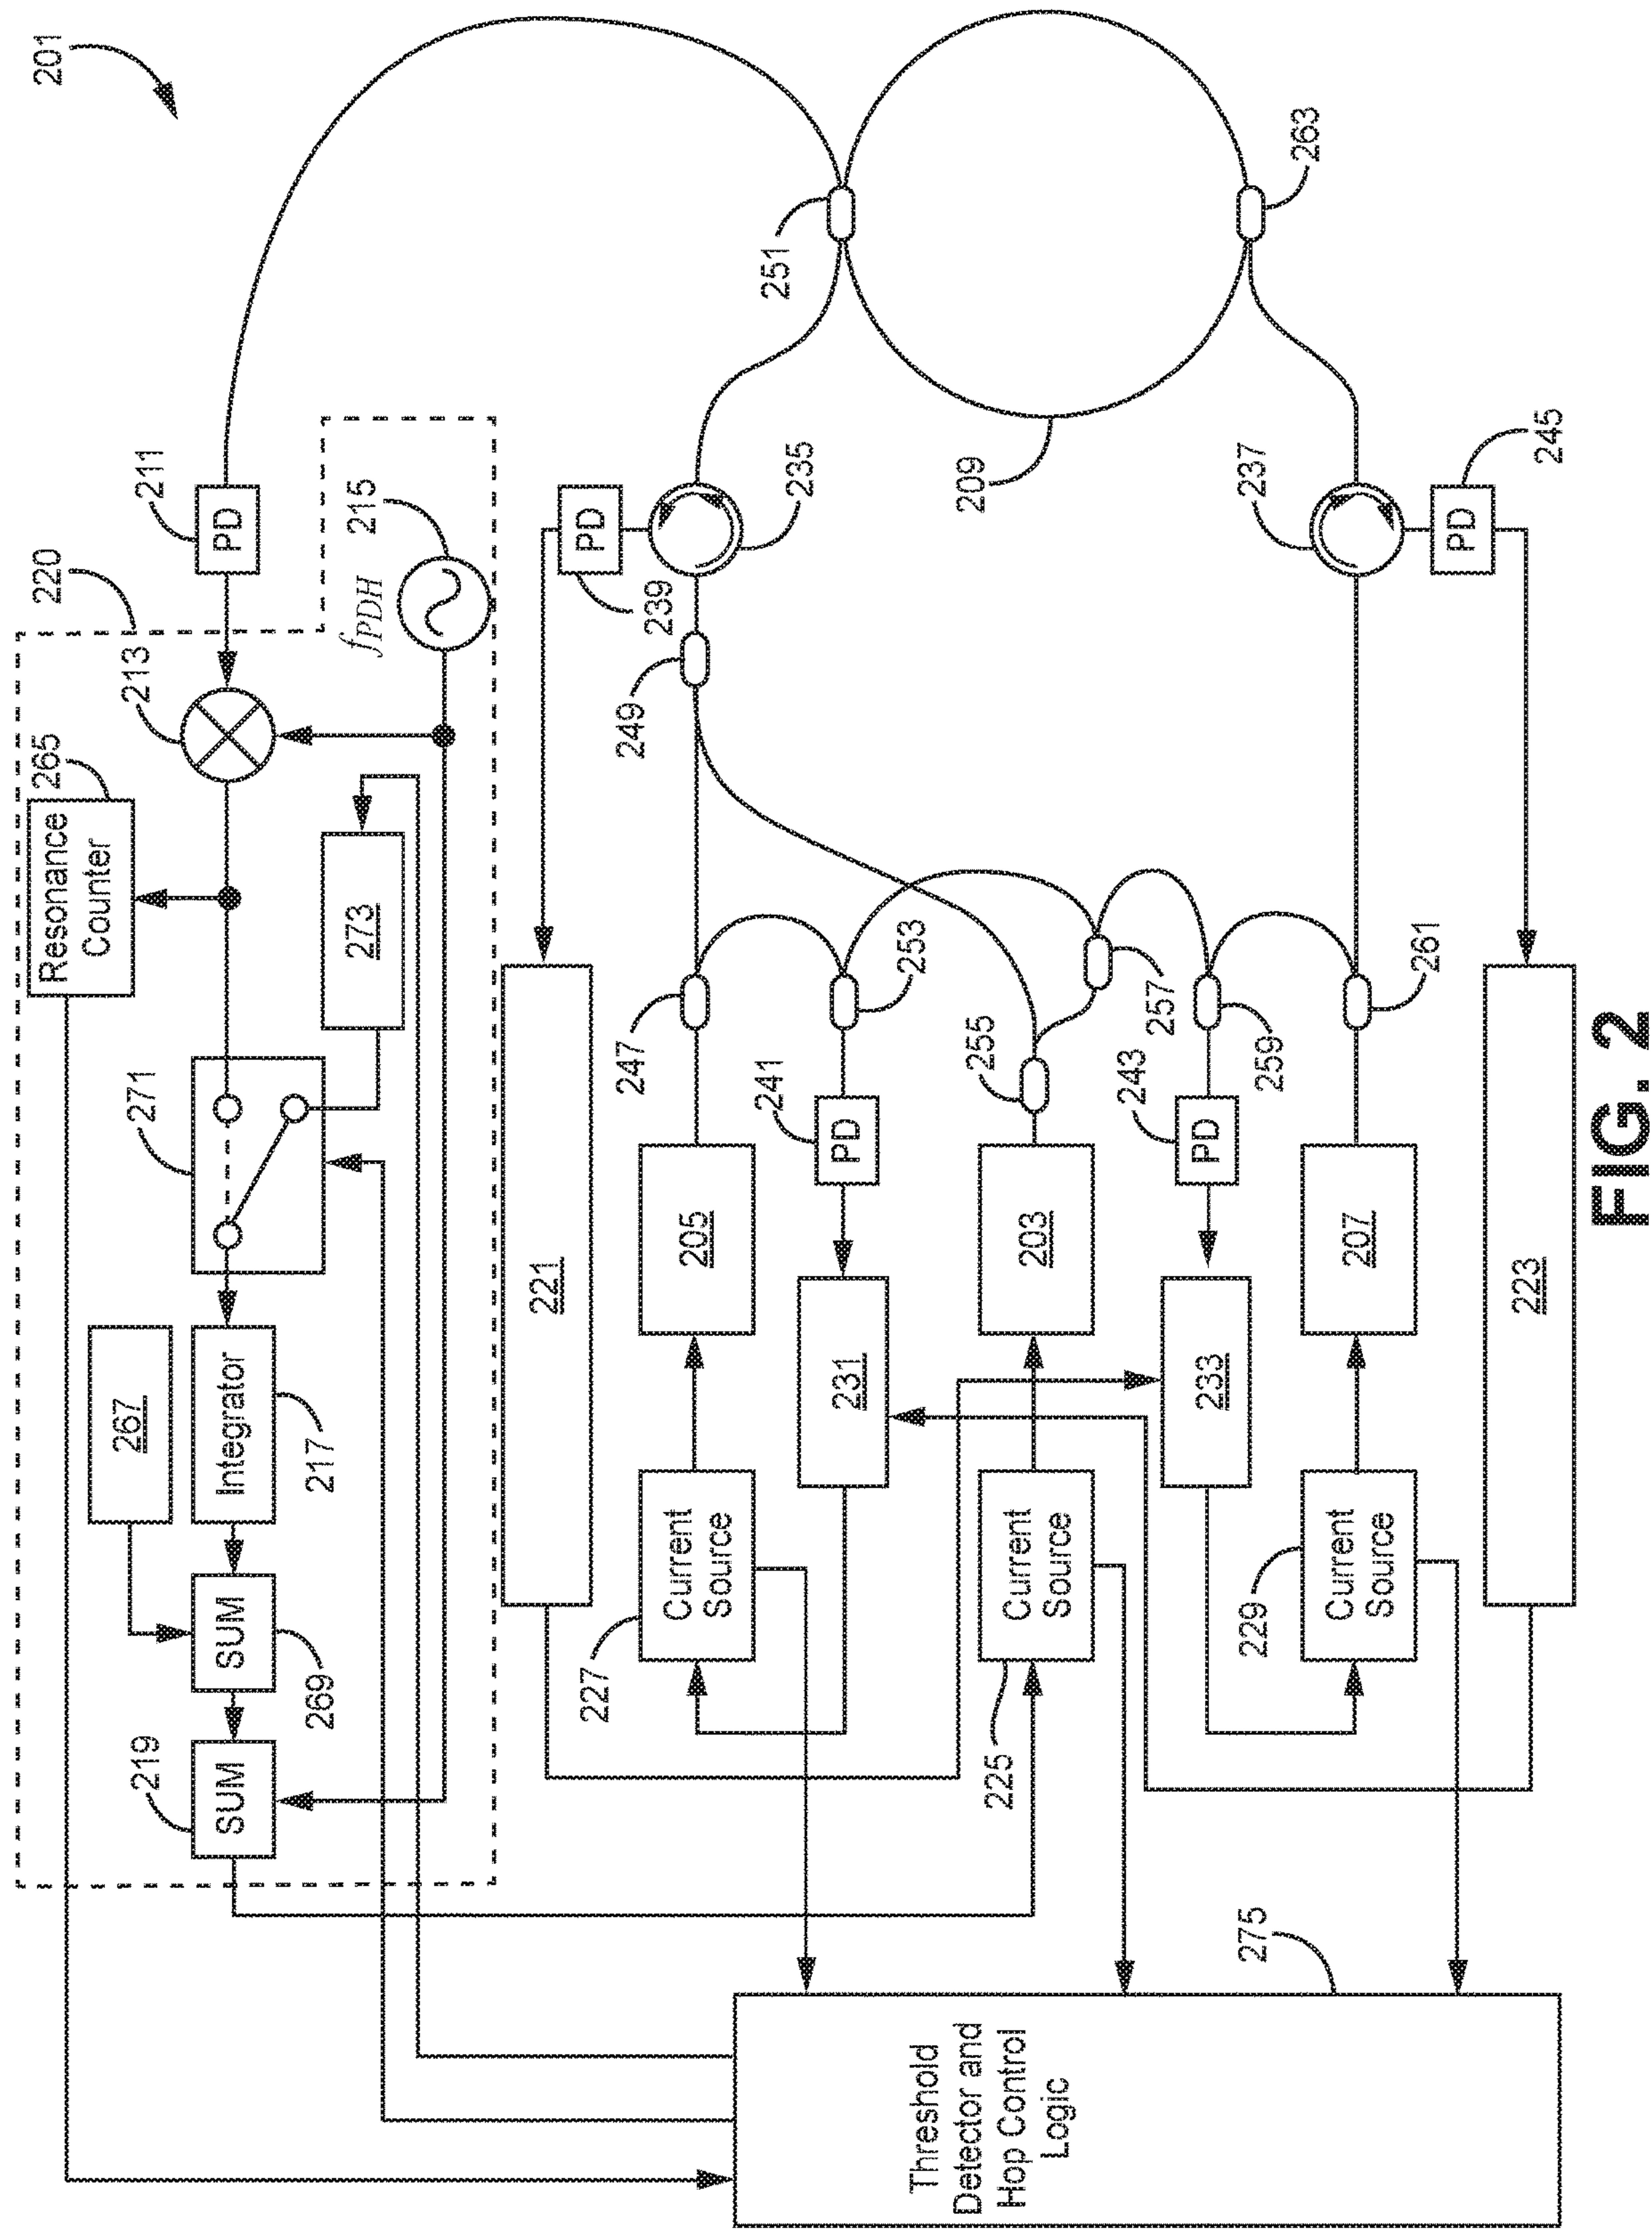 201
220
211
PD
213
265
Resonance
Counter
215
f_PDH
273
271
267
Integrator
217
SUM
269
219
SUM
221
PD
239
235
249
251
263
209
237
PD
245
247
253
257
255
259
261
241
PD
243
PD
205
231
203
233
207
223
227
Current
Source
225
Current
Source
229
Current
Source
275
Threshold
Detector and
Hop Control
Logic
FIG. 2